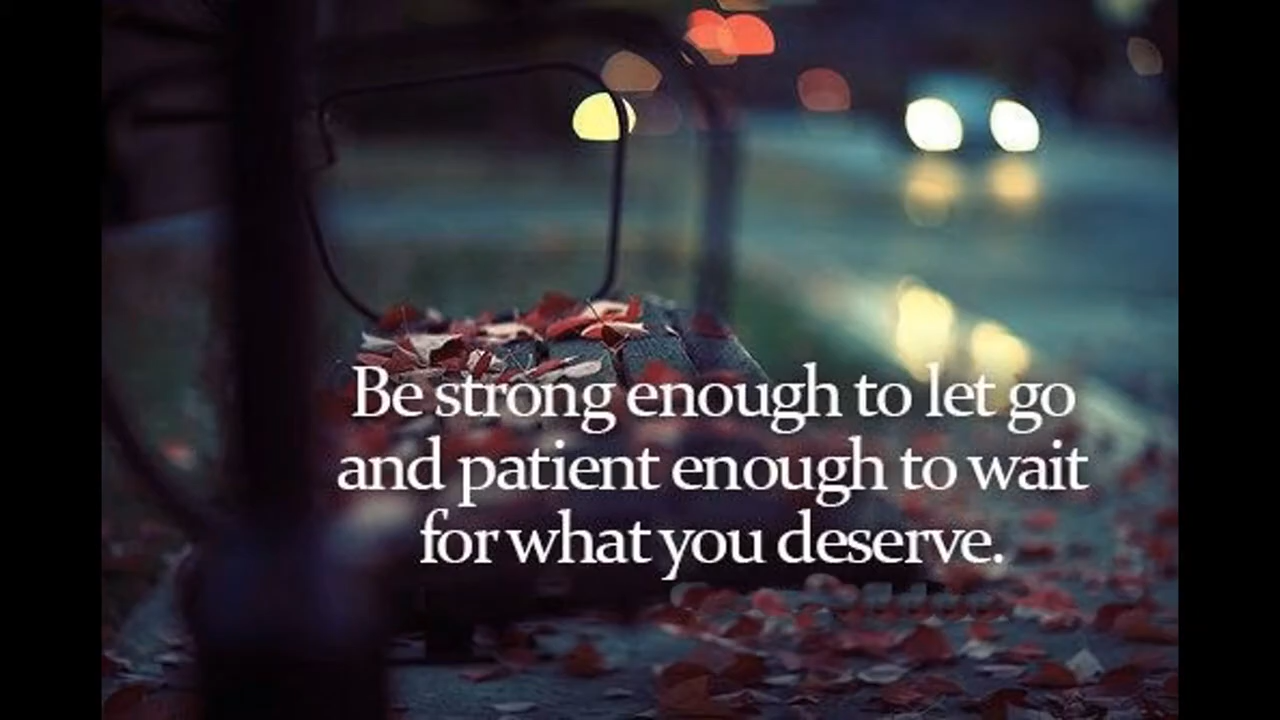 Be strong enough to let go
and patient enough to wait
for what you deserve.